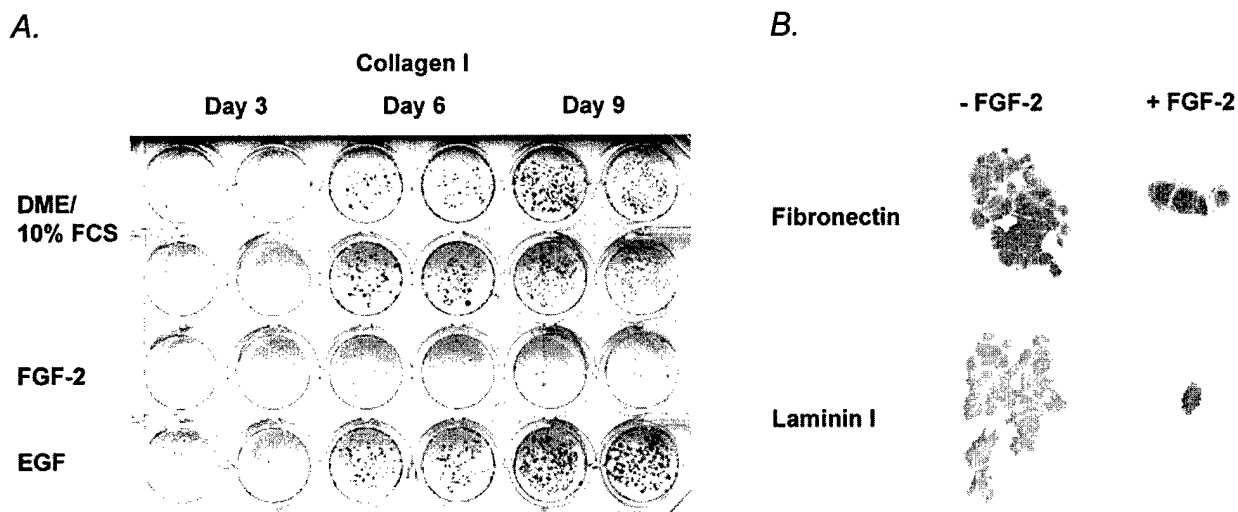 A.
Collagen I
Day 3 Day 6 Day 9
DME/
10% FCS
FGF-2
EGF
B.
- FGF-2 + FGF-2
Fibronectin
Laminin I